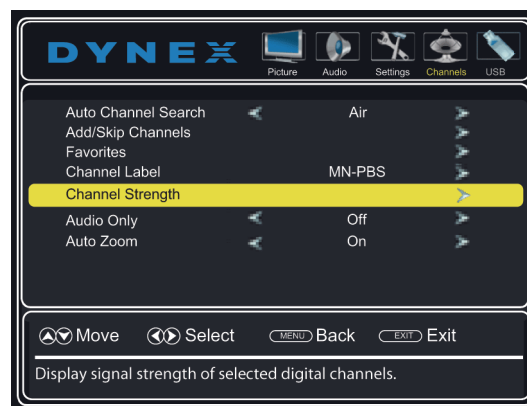 DYNEX
Picture Audio Settings Channels USB
Auto Channel Search Air
Add/Skip Channels
Favorites
Channel Label MN-PBS
Channel Strength
Audio Only Off
Auto Zoom On
Move Select MENU Back EXIT Exit
Display signal strength of selected digital channels.